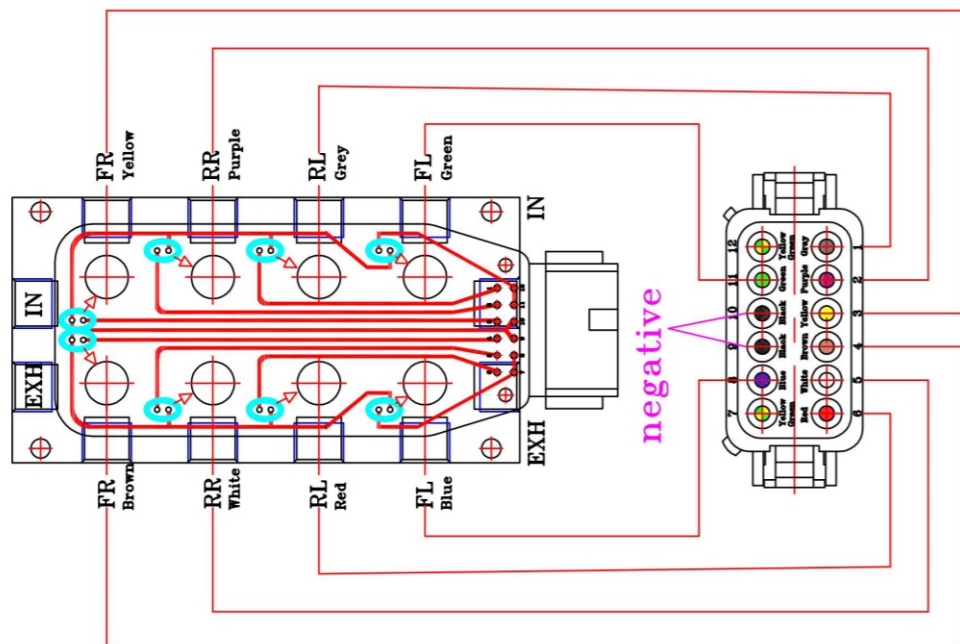 FR
Yellow
RR
Purple
RL
Grey
FL
Green
IN
IN
EXH
EXH
FR
Brown
RR
White
RL
Red
FL
Blue
negative
12
Yellow
Green
Gray
1
11
Green
Purple
2
10
Black
Yellow
3
9
Black
Brown
4
8
Blue
White
5
7
Yellow
Green
Red
6